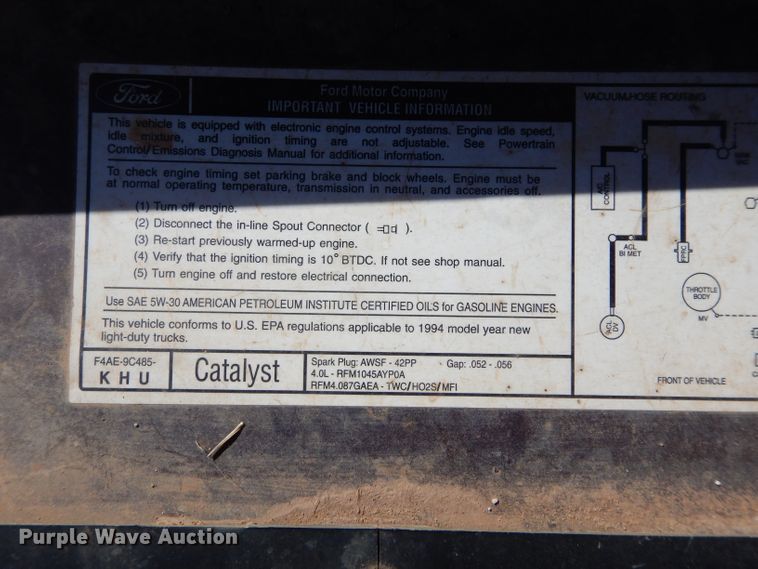 Ford
Ford Motor Company
IMPORTANT VEHICLE INFORMATION
This vehicle is equipped with electronic engine control systems. Engine idle speed,
idle mixture, and ignition timing are not adjustable. See Powertrain
Control/Emissions Diagnosis Manual for additional information.
To check engine timing set parking brake and block wheels. Engine must be
at normal operating temperature, transmission in neutral, and accessories off.
(1) Turn off engine.
(2) Disconnect the in-line Spout Connector ( ).
(3) Re-start previously warmed-up engine.
(4) Verify that the ignition timing is 10° BTDC. If not see shop manual.
(5) Turn engine off and restore electrical connection.
Use SAE 5W-30 AMERICAN PETROLEUM INSTITUTE CERTIFIED OILS for GASOLINE ENGINES.
This vehicle conforms to U.S. EPA regulations applicable to 1994 model year new
light-duty trucks.
F4AE-9C485-
KHU
Catalyst
Spark Plug: AWSF - 42PP Gap: .052 - .056
4.0L - RFM1045AYP0A
RFM4.087GAEA - TWC/HO2S/MFI
VACUUM HOSE ROUTING
A/C
CONTROL
ACL
BI MET
ACL
DV
FPRC
VAC
THROTTLE
BODY
MV
FRONT OF VEHICLE
Purple Wave Auction